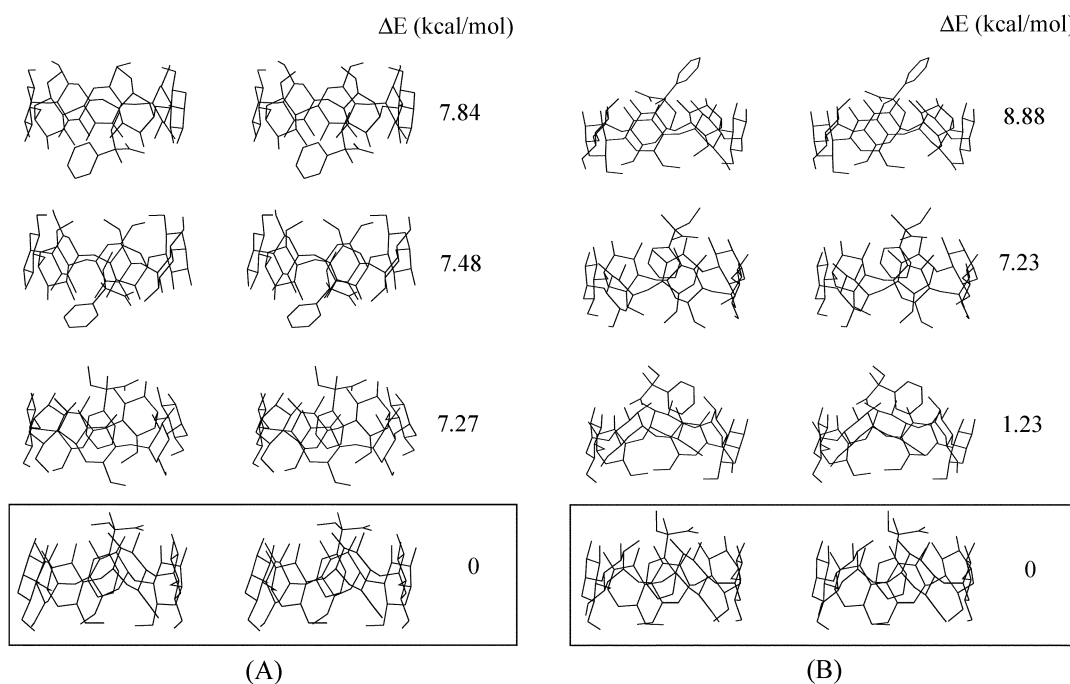 ΔE (kcal/mol)
7.84
7.48
7.27
0
(A)
ΔE (kcal/mol)
8.88
7.23
1.23
0
(B)